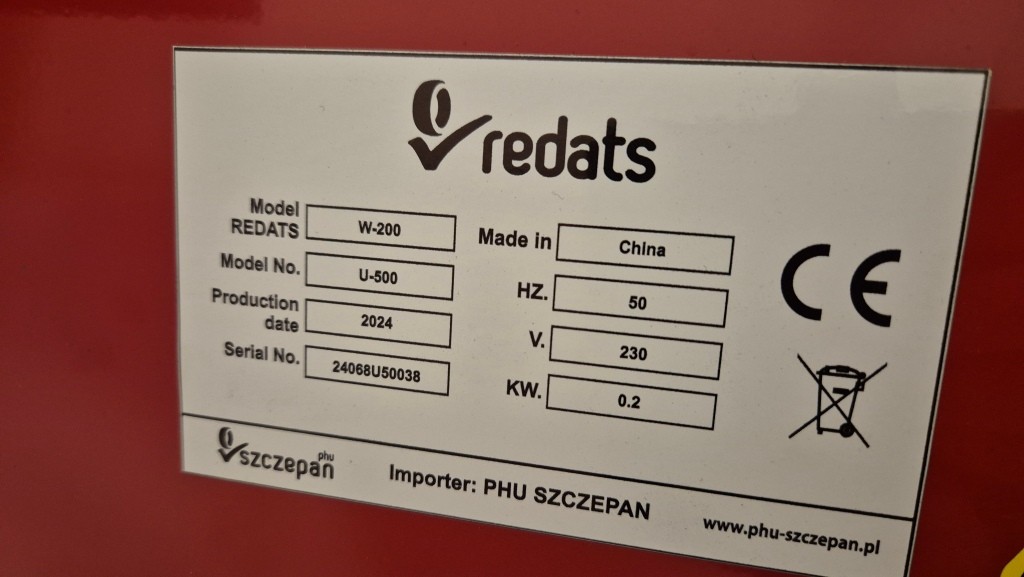 redats
Model REDATS W-200
Model No. U-500
Production date 2024
Serial No. 24068U50038
Made in China
HZ. 50
V. 230
KW. 0.2
CE
phu
szczepan
Importer: PHU SZCZEPAN
www.phu-szczepan.pl